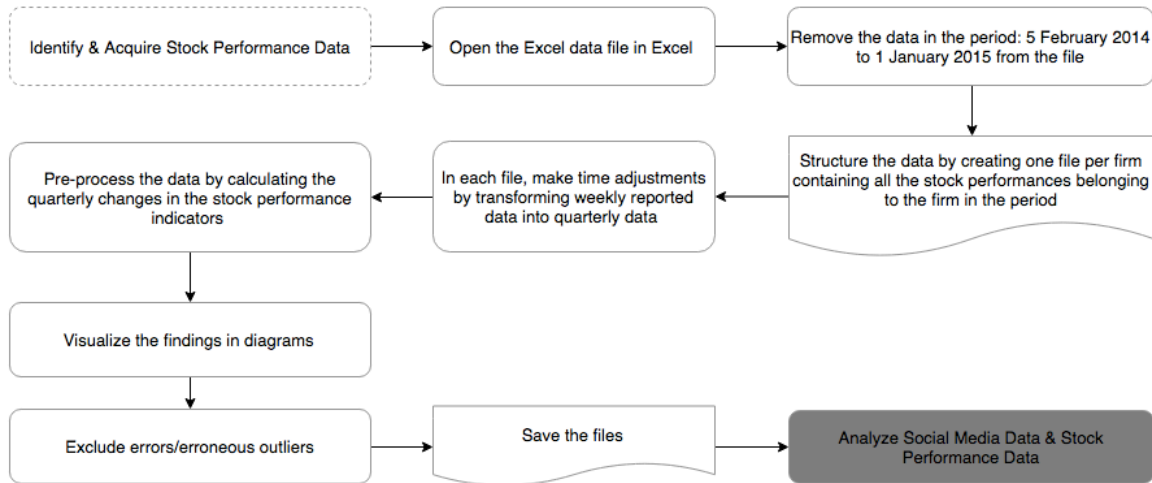 Identify & Acquire Stock Performance Data
Open the Excel data file in Excel
Remove the data in the period: 5 February 2014
to 1 January 2015 from the file
Structure the data by creating one file per firm
containing all the stock performances belonging
to the firm in the period
In each file, make time adjustments
by transforming weekly reported
data into quarterly data
Pre-process the data by calculating the
quarterly changes in the stock performance
indicators
Visualize the findings in diagrams
Exclude errors/erroneous outliers
Save the files
Analyze Social Media Data & Stock
Performance Data